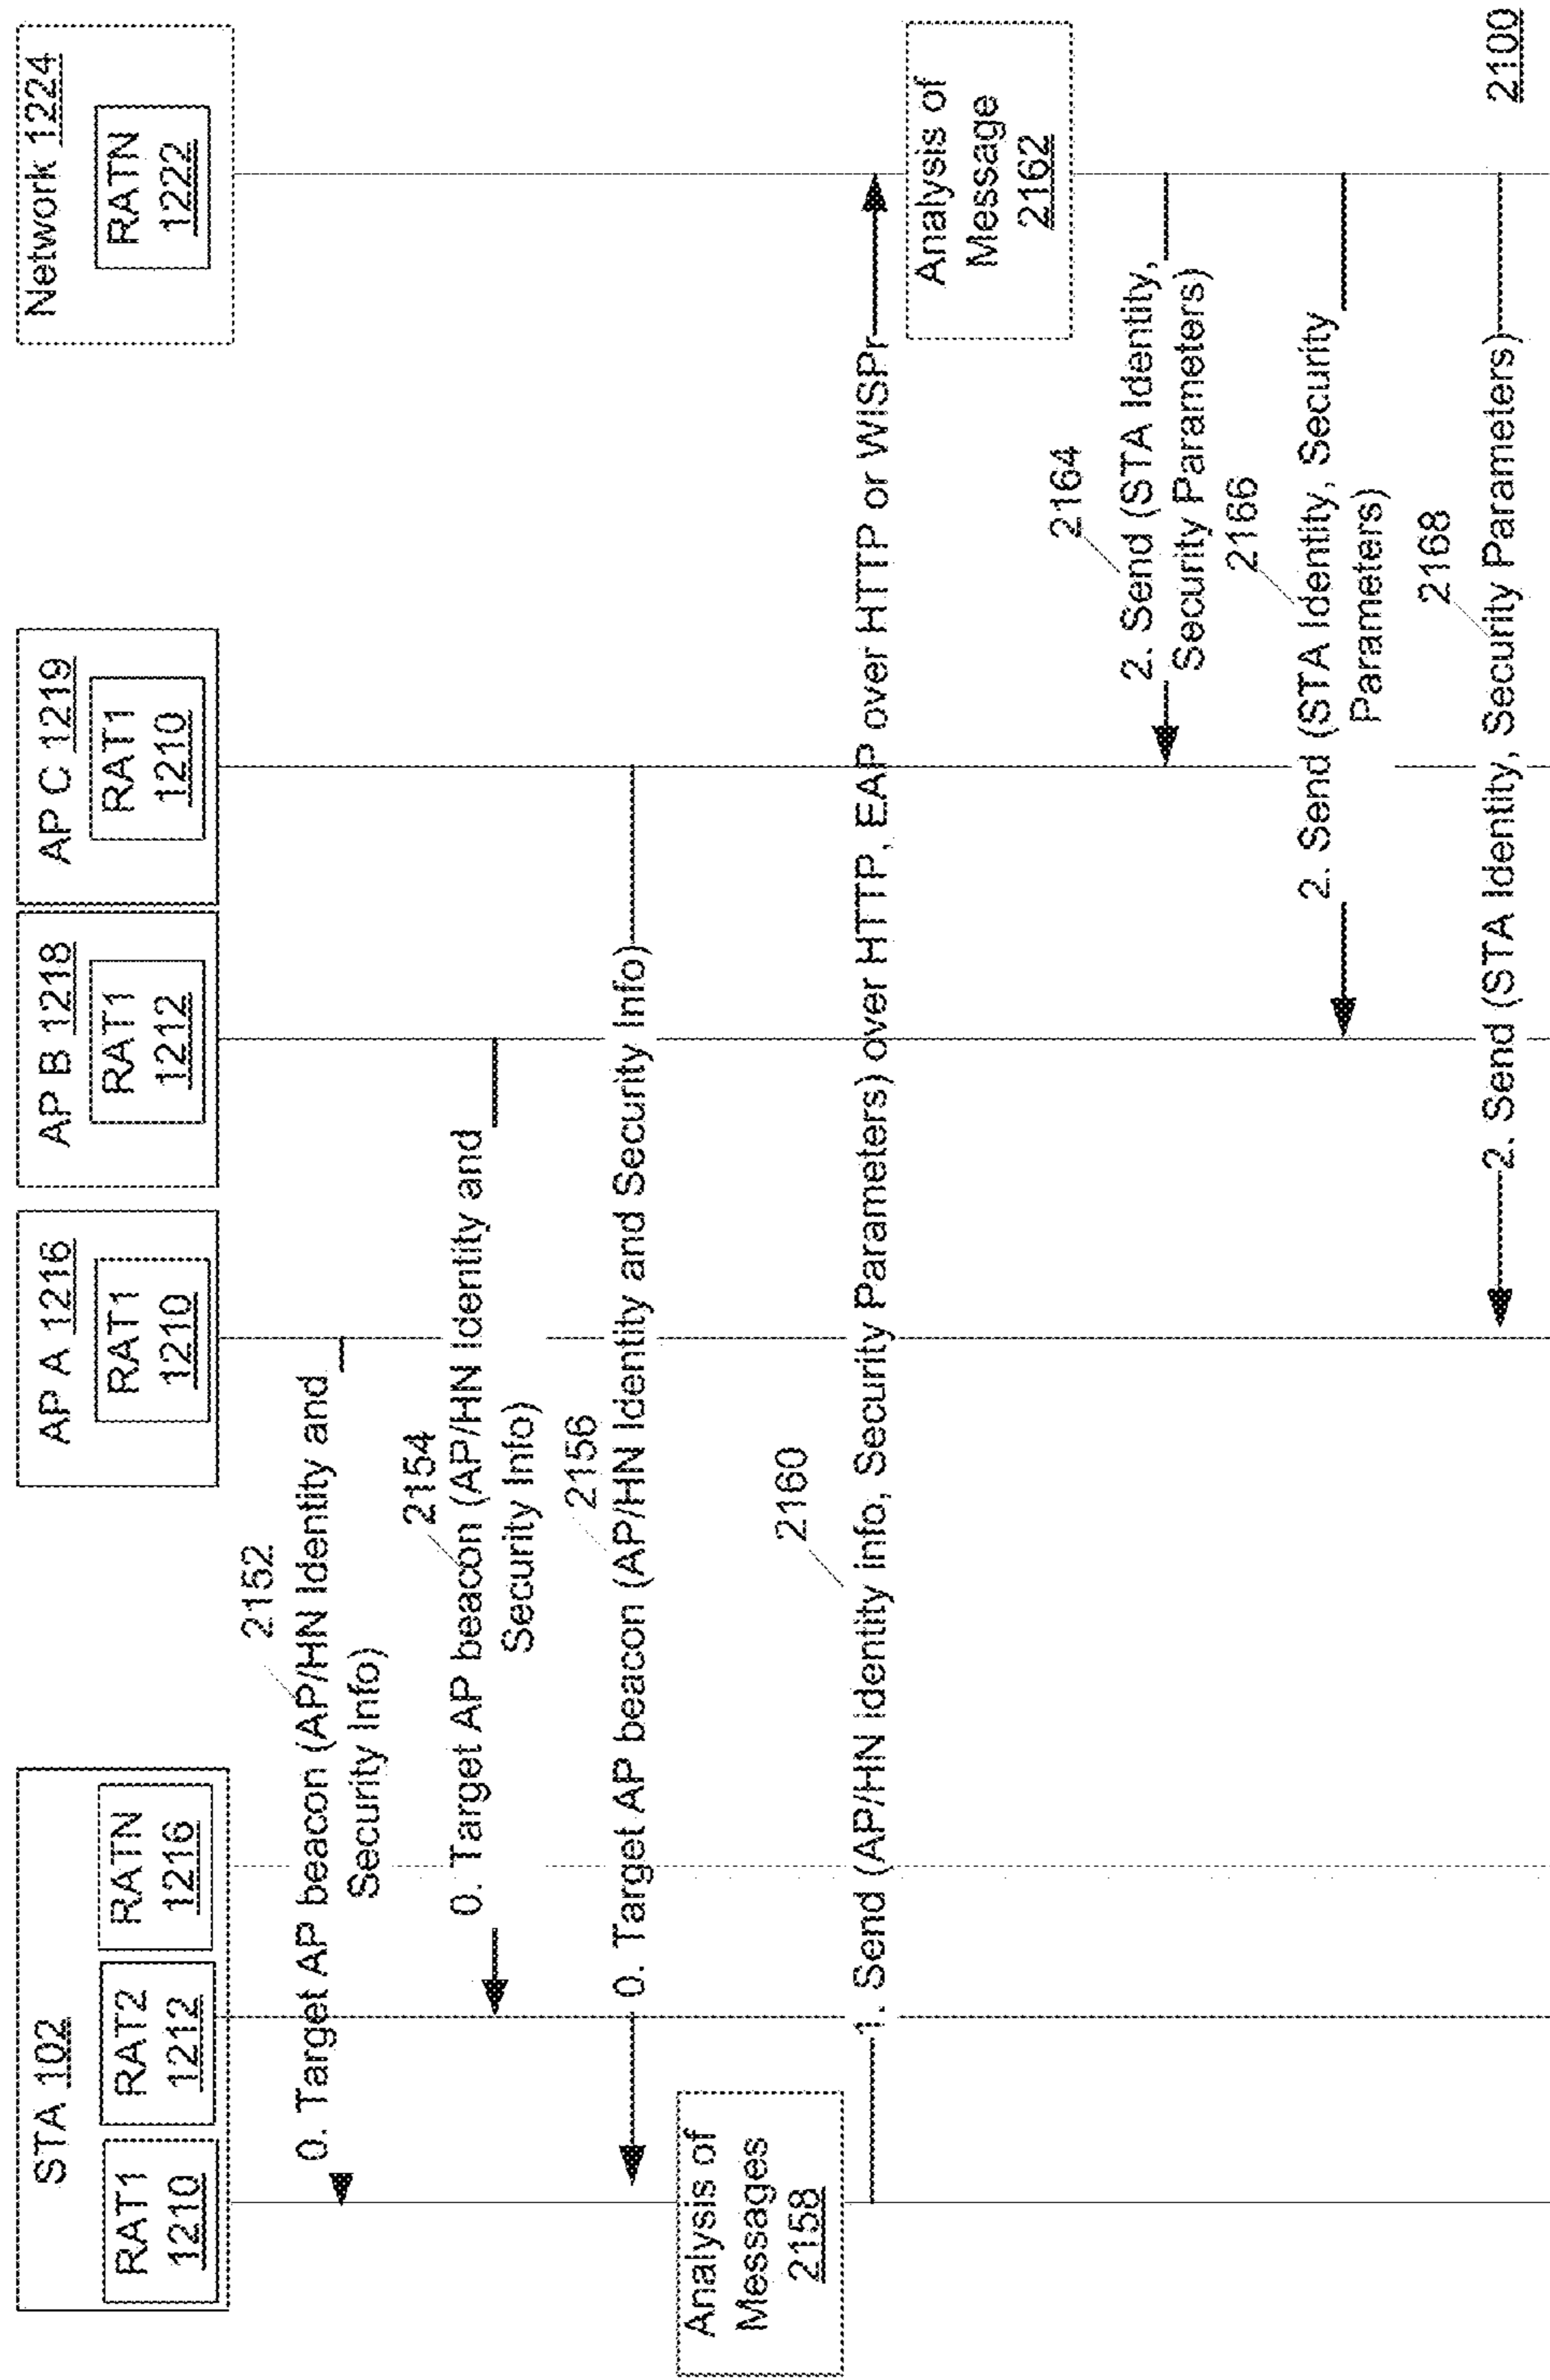 STA 102
RAT1
1210
RAT2
1212
RATN
1216
AP A 1216
RAT1
1210
AP B 1218
RAT1
1212
AP C 1219
RAT1
1210
Network 1224
RATN
1222
2152
0. Target AP beacon (AP/HN Identity and
Security Info)
2154
0. Target AP beacon (AP/HN Identity and
Security Info)
2156
0. Target AP beacon (AP/HN Identity and Security Info)
Analysis of
Messages
2158
2160
1. Send (AP/HN identity info, Security Parameters) over HTTP, EAP over HTTP or WISPr
Analysis of
Message
2162
2164
2. Send (STA Identity,
Security Parameters)
2166
2. Send (STA Identity, Security
Parameters)
2168
2. Send (STA Identity, Security Parameters)
2100